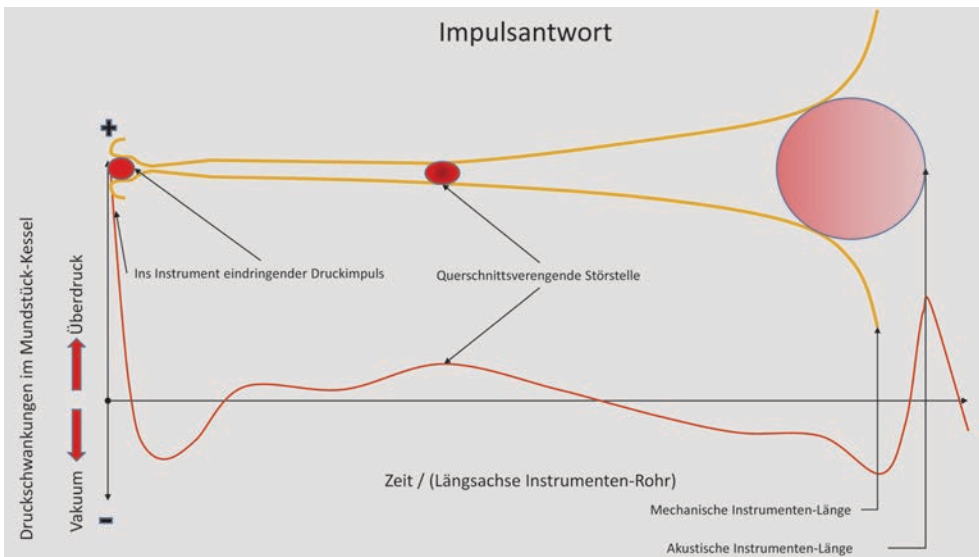 Impulsantwort
+
Druckschwankungen im Mundstück-Kessel
Vakuum
Überdruck
Ins Instrument eindringender Druckimpuls
Querschnittsverengende Störstelle
Zeit / (Längsachse Instrumenten-Rohr)
-
Mechanische Instrumenten-Länge
Akustische Instrumenten-Länge